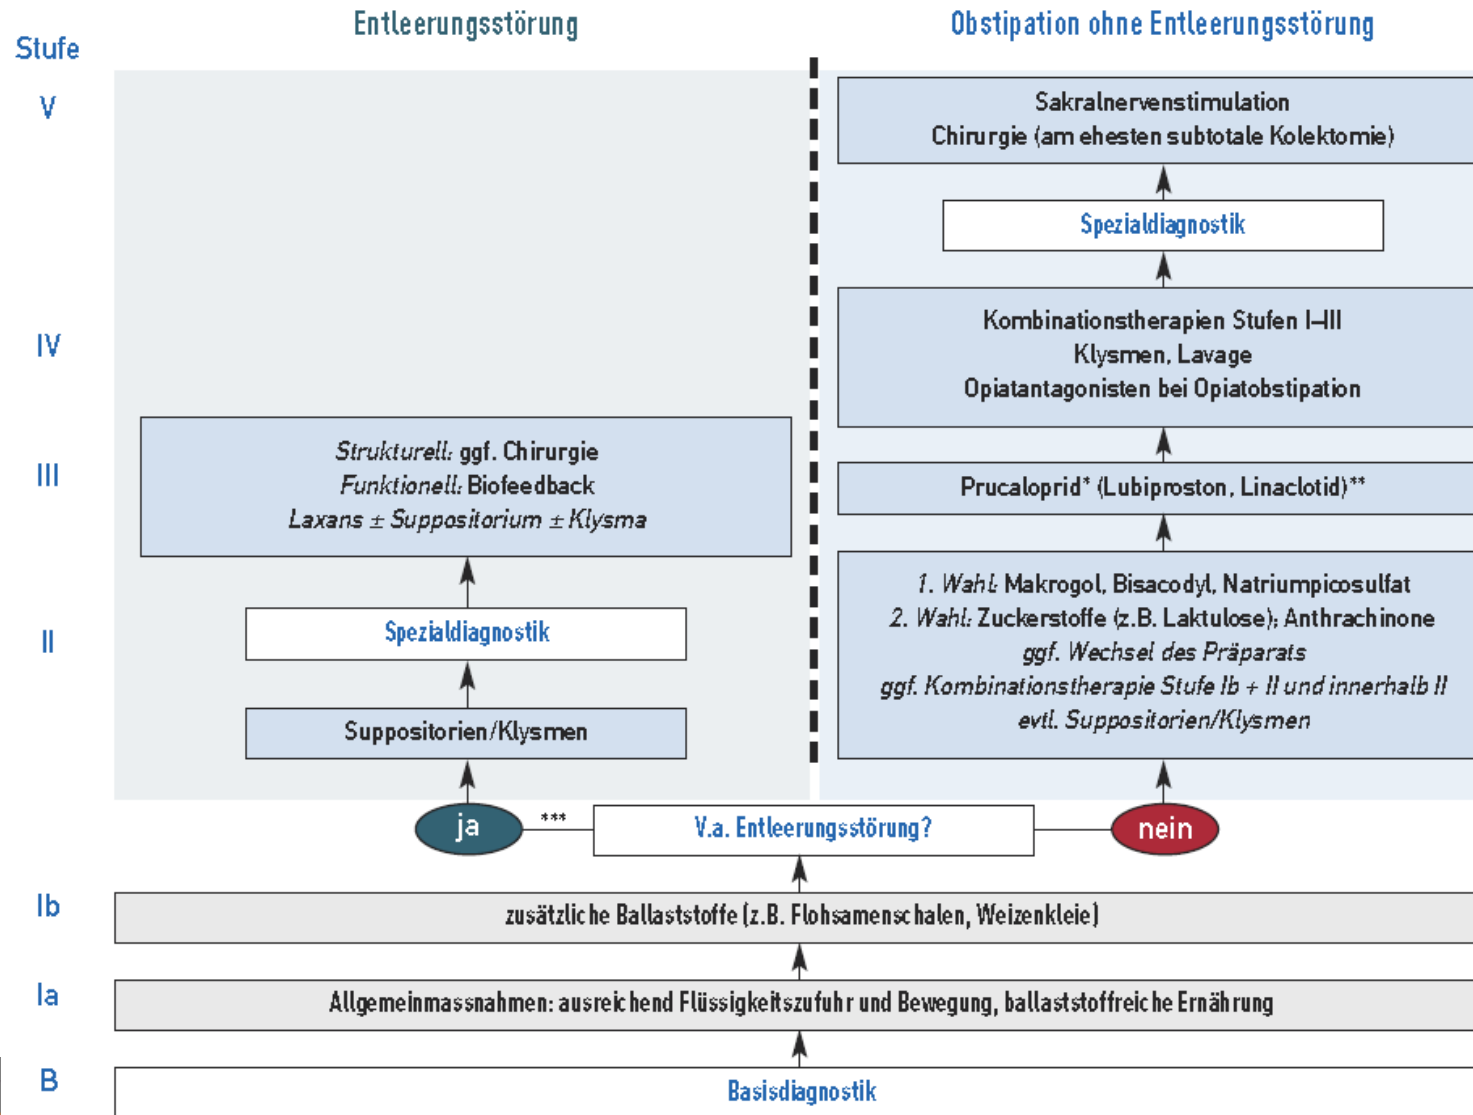 Entleerungsstörung
Obstipation ohne Entleerungsstörung
Stufe
V
Sakralnervenstimulation
Chirurgie (am ehesten subtotale Kolektomie)
Spezialdiagnostik
IV
Kombinationstherapien Stufen I–III
Klysmen, Lavage
Opiatantagonisten bei Opiatobstipation
III
Strukturell: ggf. Chirurgie
Funktionell: Biofeedback
Laxans ± Suppositorium ± Klysma
Prucaloprid* (Lubiproston, Linaclotid)**
II
Spezialdiagnostik
Suppositorien/Klysmen
1. Wahl: Makrogol, Bisacodyl, Natriumpicosulfat
2. Wahl: Zuckerstoffe (z.B. Laktulose); Anthrachinone
ggf. Wechsel des Präparats
ggf. Kombinationstherapie Stufe Ib + II und innerhalb II
evtl. Suppositorien/Klysmen
ja
***
V.a. Entleerungsstörung?
nein
Ib
zusätzliche Ballaststoffe (z.B. Flohsamenschalen, Weizenkleie)
Ia
Allgemeinmassnahmen: ausreichend Flüssigkeitszufuhr und Bewegung, ballaststoffreiche Ernährung
B
Basisdiagnostik